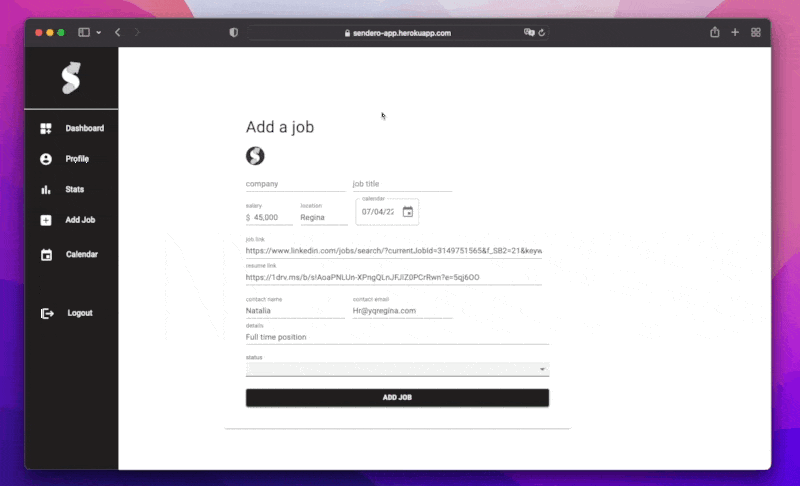 sendero-app.herokuapp.com
S
Dashboard
Profile
Stats
Add Job
Calendar
Logout
Add a job
S
company job title
salary location calendar
$ 45,000 Regina 07/04/22
job link
https://www.linkedin.com/jobs/search/?currentJobId=3149751565&f_SB2=21&keyw
resume link
https://1drv.ms/b/s!AoaPNLUn-XPngQLnJFJIZ0PCrRwn?e=5qj6OO
contact name contact email
Natalia Hr@yqregina.com
details
Full time position
status
ADD JOB